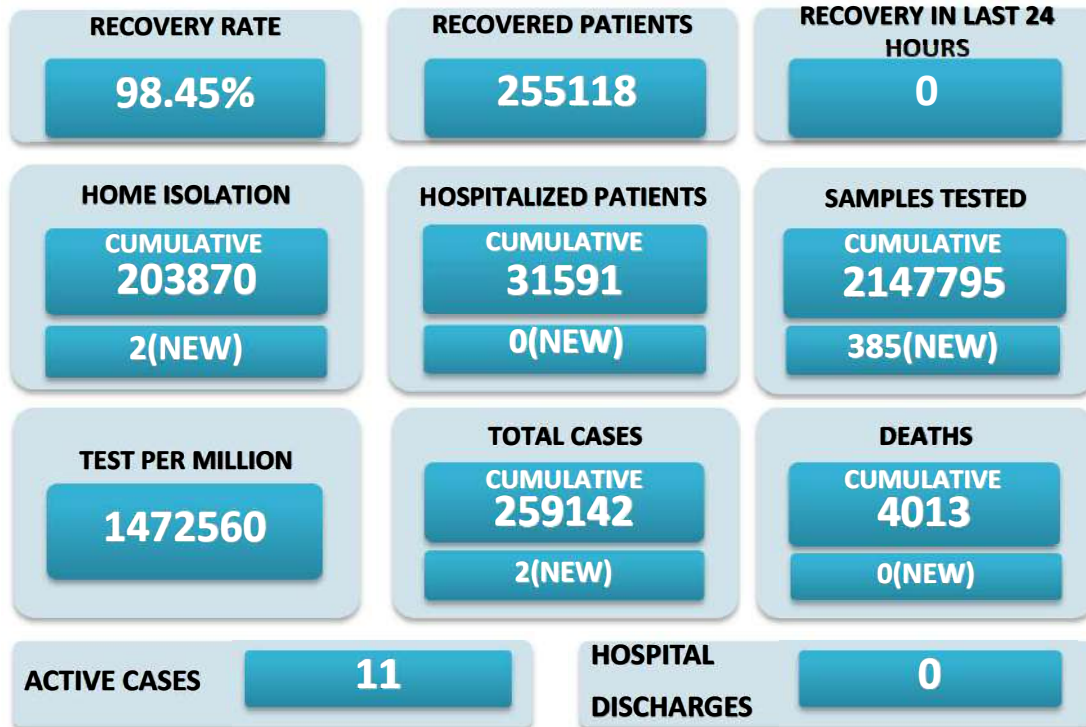 RECOVERY RATE
98.45%
RECOVERED PATIENTS
255118
RECOVERY IN LAST 24
HOURS
0
HOME ISOLATION
CUMULATIVE
203870
2(NEW)
HOSPITALIZED PATIENTS
CUMULATIVE
31591
0(NEW)
SAMPLES TESTED
CUMULATIVE
2147795
385(NEW)
TEST PER MILLION
1472560
TOTAL CASES
CUMULATIVE
259142
2(NEW)
DEATHS
CUMULATIVE
4013
0(NEW)
ACTIVE CASES
11
HOSPITAL
DISCHARGES
0